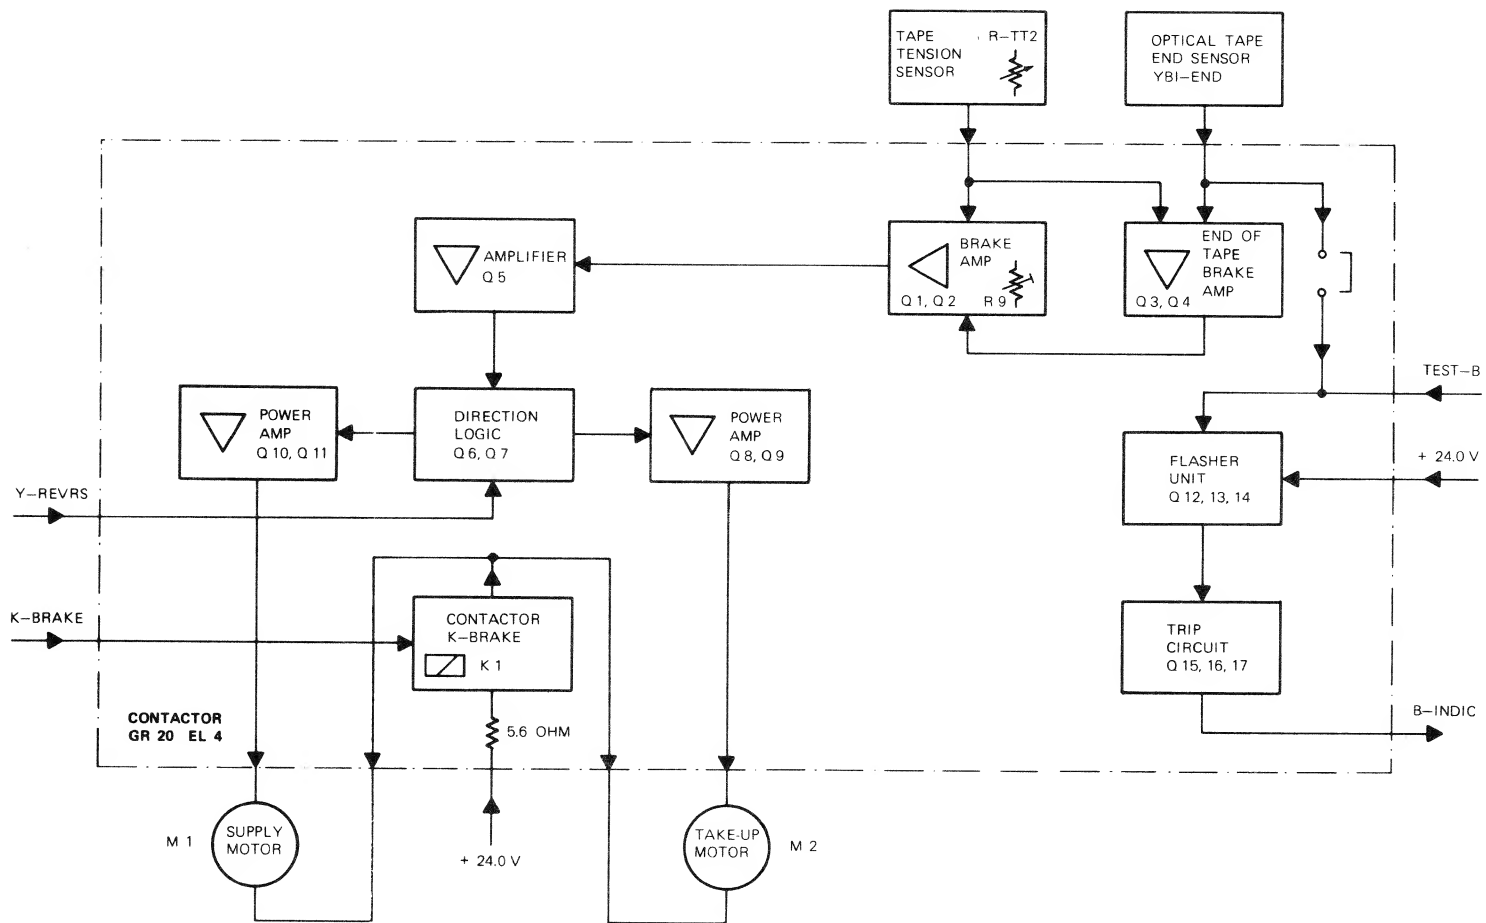 TAPE R-TT2
TENSION
SENSOR
OPTICAL TAPE
END SENSOR
YBI-END
AMPLIFIER
Q 5
BRAKE
AMP
Q 1, Q 2 R 9
END OF
TAPE
BRAKE
AMP
Q 3, Q 4
TEST-B
POWER
AMP
Q 10, Q 11
DIRECTION
LOGIC
Q 6, Q 7
POWER
AMP
Q 8, Q 9
FLASHER
UNIT
Q 12, 13, 14
+ 24.0 V
Y-REVRS
K-BRAKE
CONTACTOR
K-BRAKE
K 1
TRIP
CIRCUIT
Q 15, 16, 17
CONTACTOR
GR 20 EL 4
5.6 OHM
B-INDIC
M 1
SUPPLY
MOTOR
+ 24.0 V
TAKE-UP
MOTOR
M 2